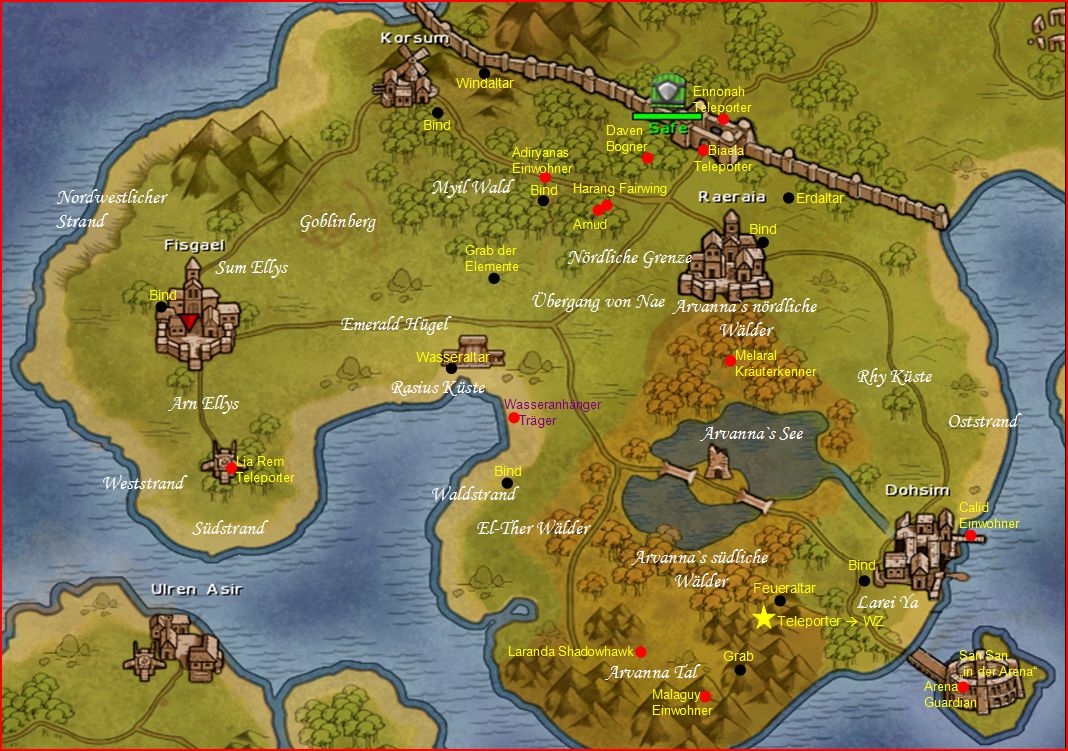 Korsum
Windaltar
Bind
Ennonah
Teleporter
Safe
Daven
Bogner
Biaela
Teleporter
Adiryanas
Einwohner
Bind
Myil Wald
Harang Fairwing
Amud
Raeraia
Erdaltar
Bind
Nordwestlicher
Strand
Goblinberg
Fisgael
Sum Ellys
Bind
Grab der
Elemente
Nördliche Grenze
Übergang von Nae
Arvanna`s nördliche
Wälder
Emerald Hügel
Wasseraltar
Rasius Küste
Melaral
Kräuterkenner
Rhy Küste
Arn Ellys
Wasseranhänger
Träger
Arvanna`s See
Oststrand
Lia Rem
Teleporter
Weststrand
Südstrand
Bind
Waldstrand
El-Ther Wälder
Dohsim
Calid
Einwohner
Arvanna`s südliche
Wälder
Bind
Larei Ya
Feueraltar
Teleporter → WZ
Ulren Asir
Laranda Shadowhawk
Arvanna Tal
Grab
Malaguy
Einwohner
San San
„in der Arena“
Arena
Guardian